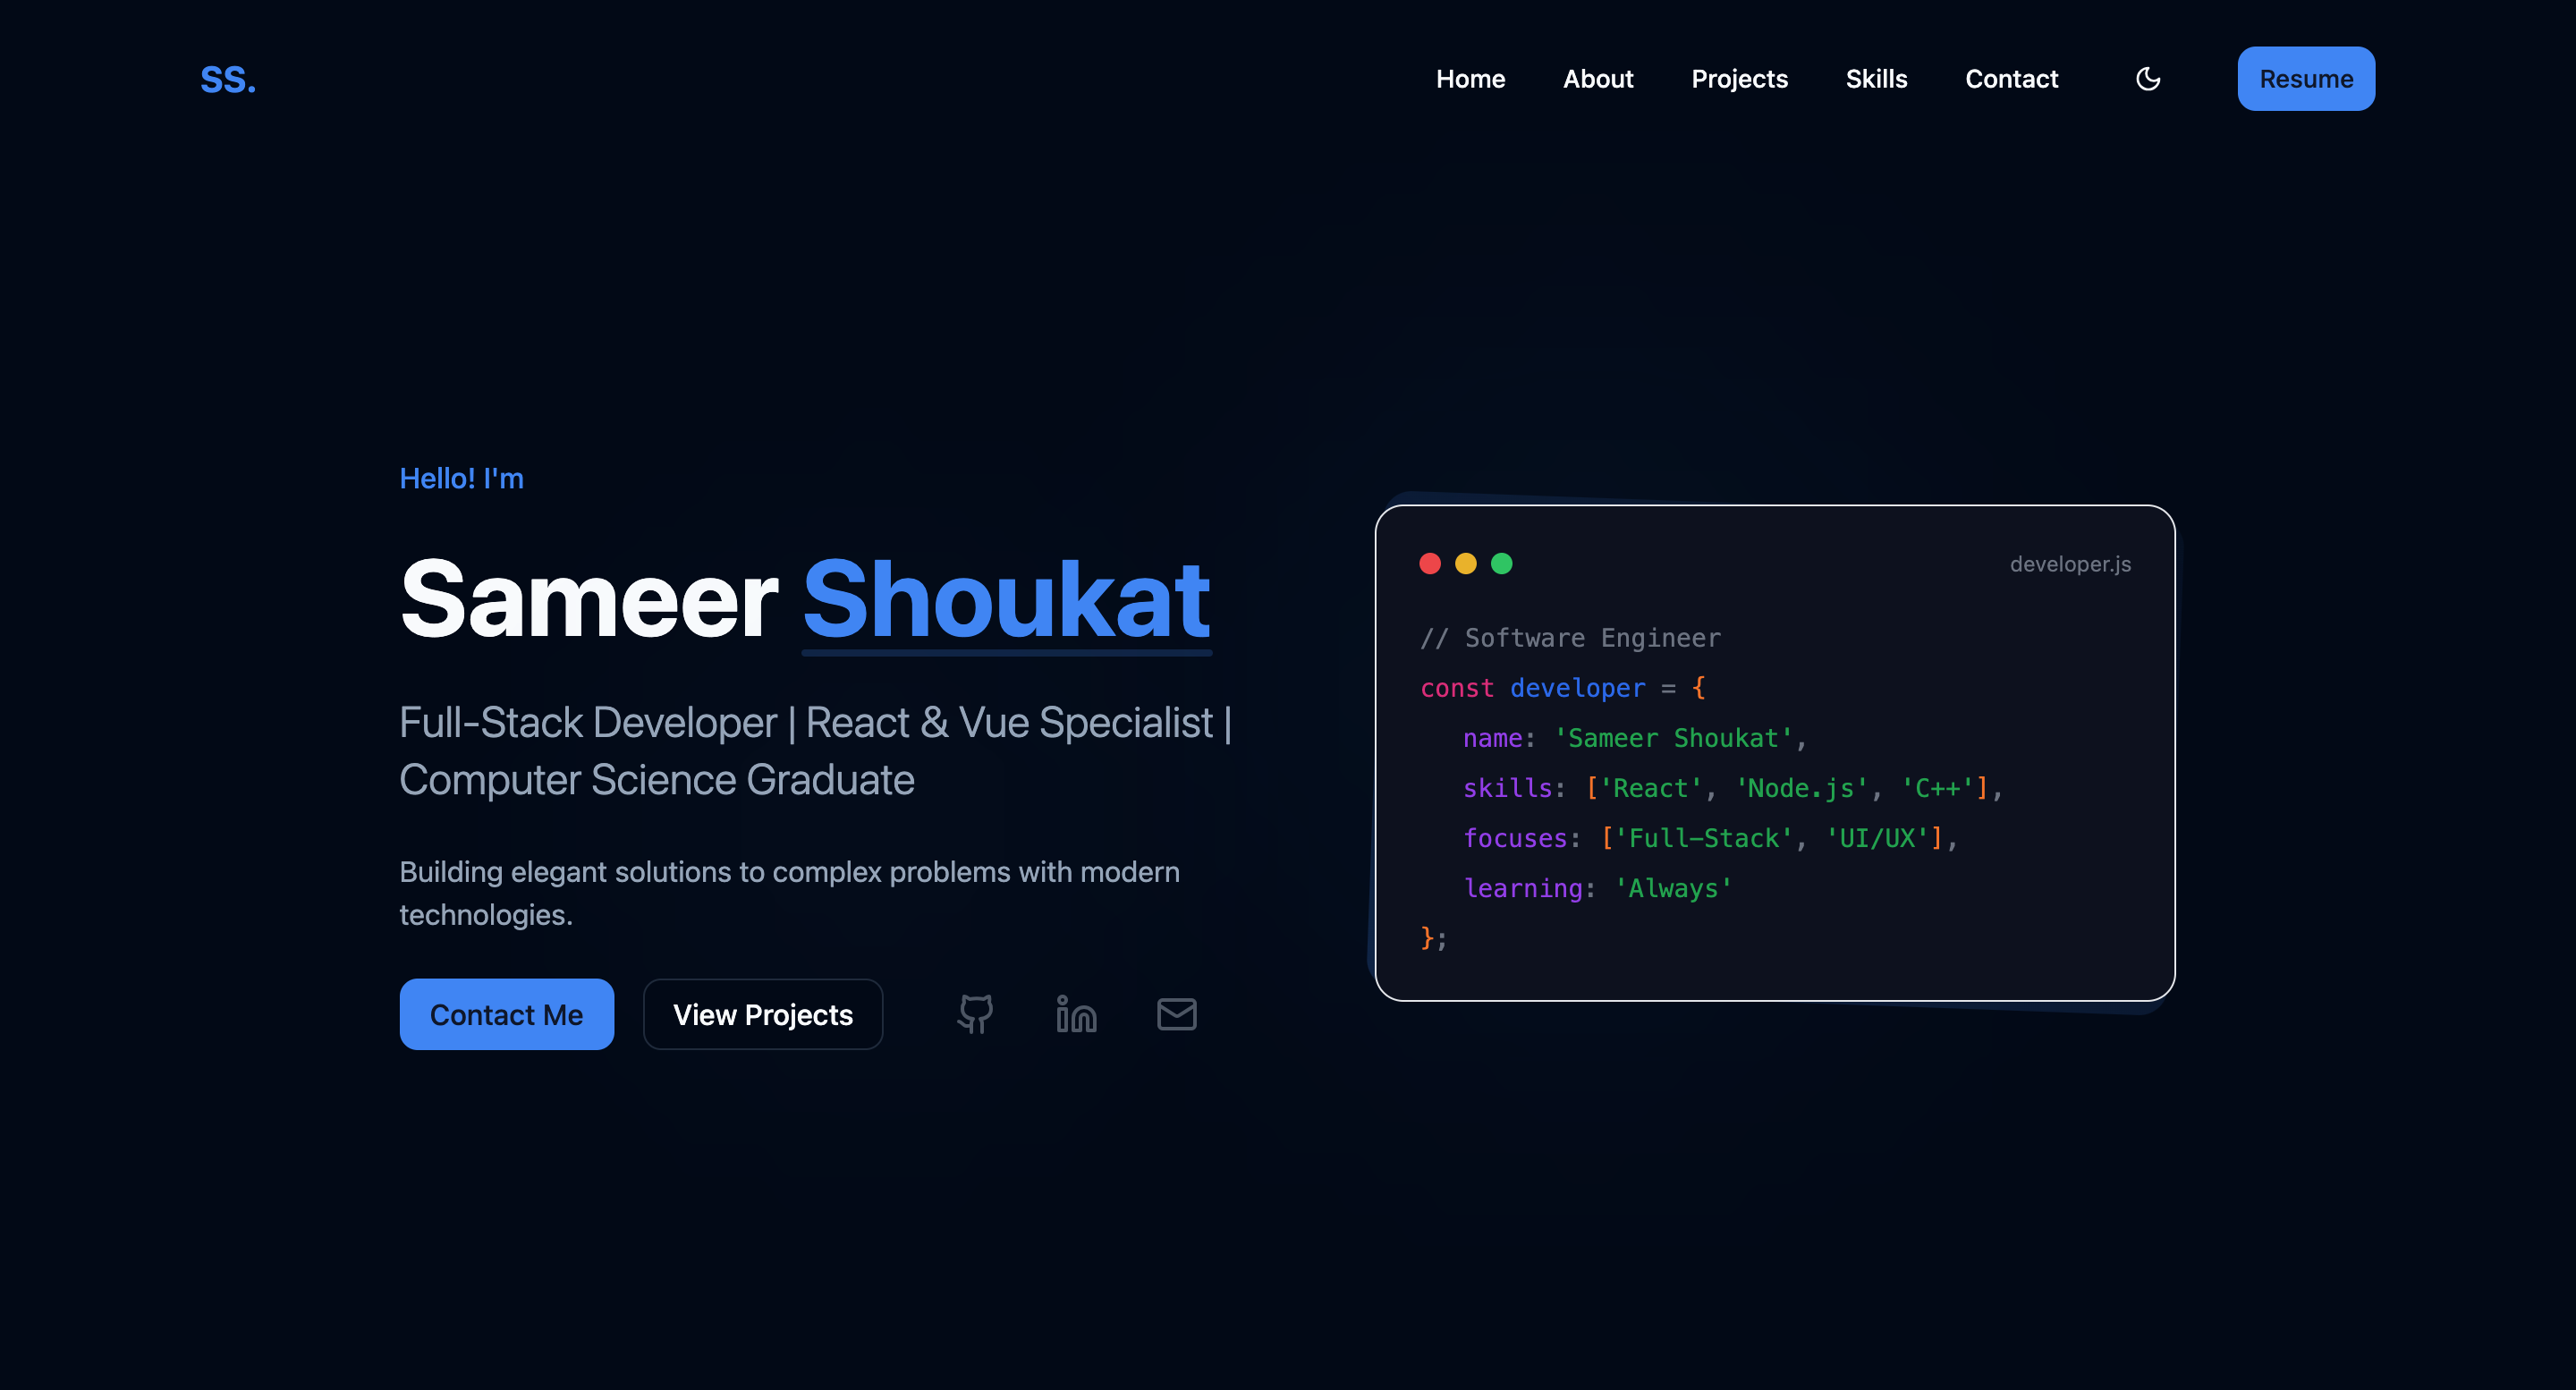 SS.
Home About Projects Skills Contact Resume
Hello! I'm
Sameer Shoukat
Full-Stack Developer | React & Vue Specialist |
Computer Science Graduate
Building elegant solutions to complex problems with modern
technologies.
Contact Me View Projects
developer.js
// Software Engineer
const developer = {
name: 'Sameer Shoukat',
skills: ['React', 'Node.js', 'C++'],
focuses: ['Full-Stack', 'UI/UX'],
learning: 'Always'
};